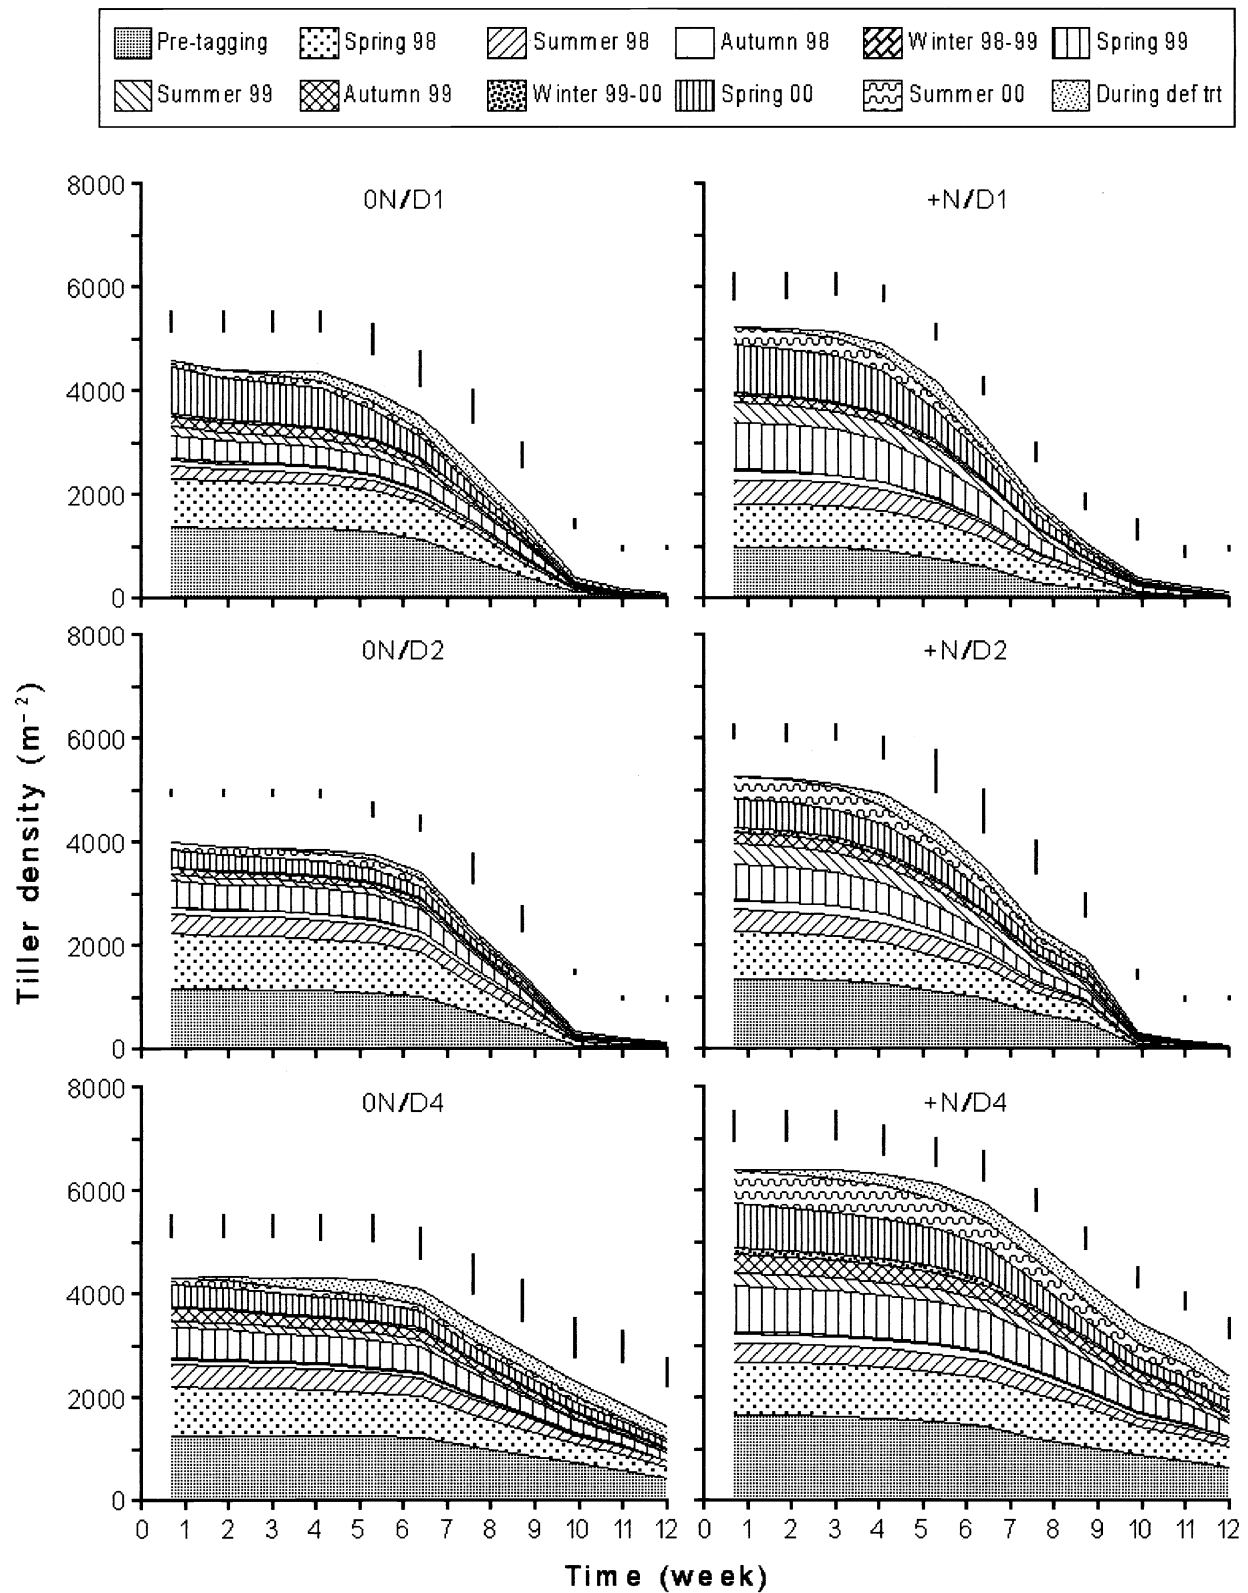 Pre-tagging Spring 98 Summer 98 Autumn 98 Winter 98-99 Spring 99
Summer 99 Autumn 99 Winter 99-00 Spring 00 Summer 00 During def trt
0N/D1
8000
6000
4000
2000
0
+N/D1
0N/D2
8000
6000
4000
2000
0
+N/D2
Tiller density (m⁻²)
0N/D4
8000
6000
4000
2000
0
+N/D4
0 1 2 3 4 5 6 7 8 9 10 11 12 0 1 2 3 4 5 6 7 8 9 10 11 12
Time (week)